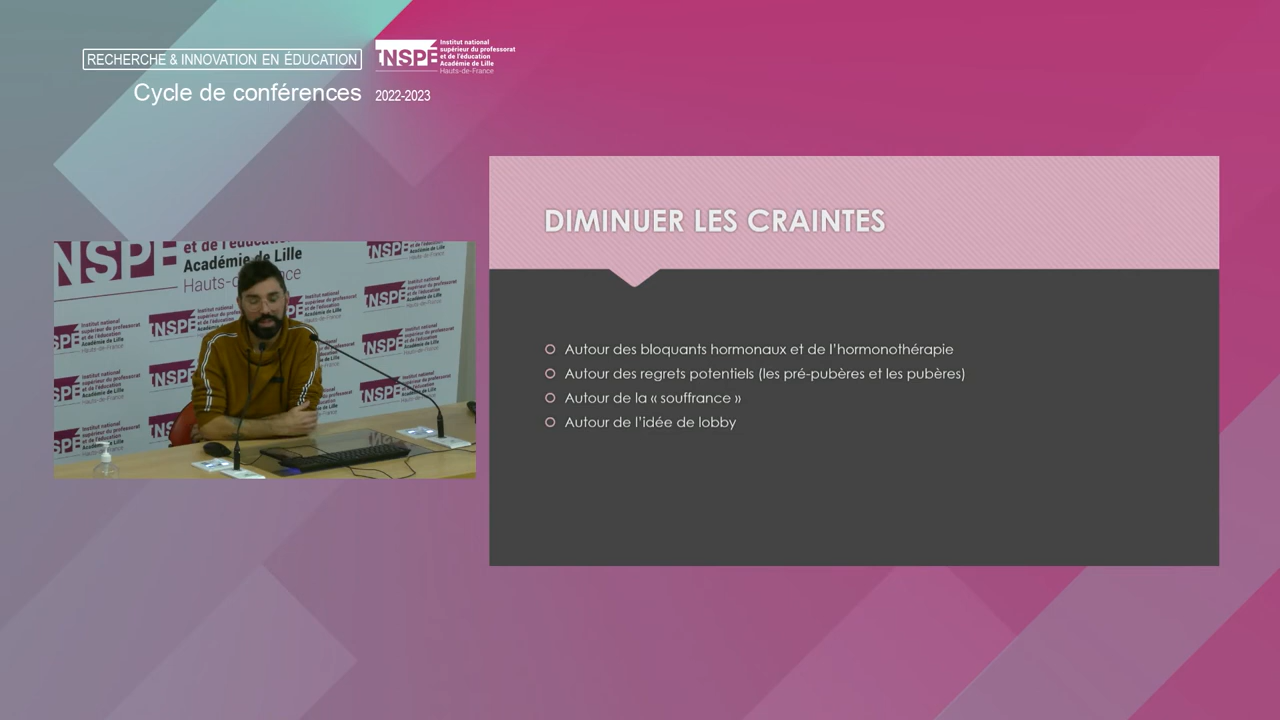 RECHERCHE & INNOVATION EN ÉDUCATION
Cycle de conférences 2022-2023
INSPÉ
Institut national
supérieur du professorat
et de l'éducation
Académie de Lille
Hauts-de-France
DIMINUER LES CRAINTES
Autour des bloquants hormonaux et de l'hormonothérapie
Autour des regrets potentiels (les pré-pubères et les pubères)
Autour de la « souffrance »
Autour de l'idée de lobby
NSPÉ
et de l'éducation
Académie de Lille
Hauts-de-France